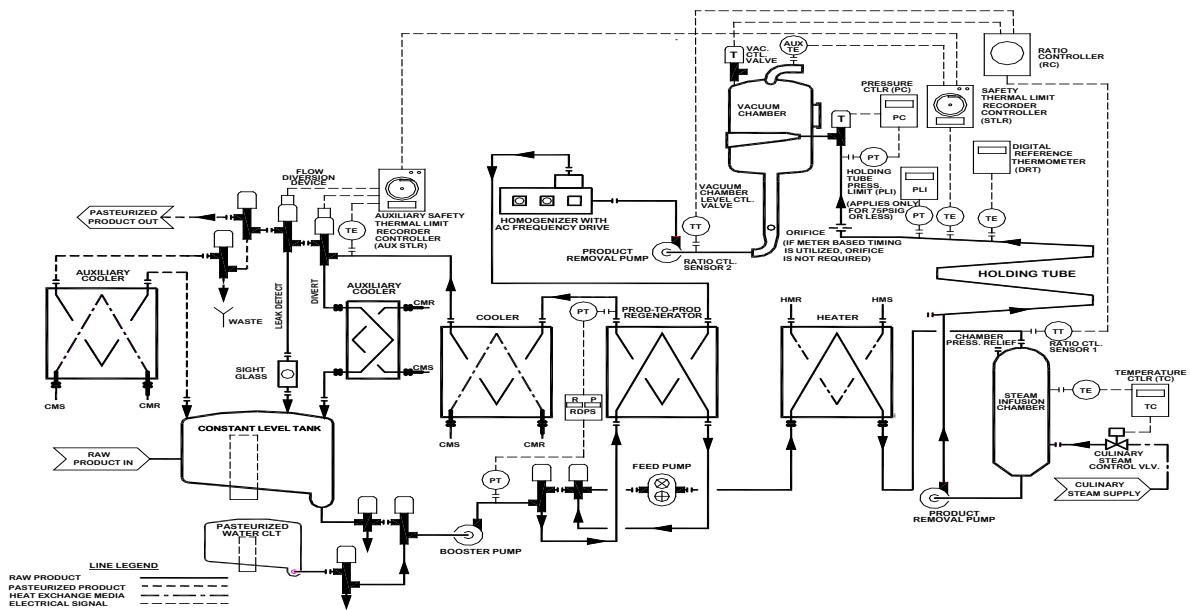 RATIO
CONTROLLER
(RC)
AUX
TE
VAC.
CTL.
VALVE
T
PRESSURE
CTLR (PC)
PC
SAFETY
THERMAL LIMIT
RECORDER
CONTROLLER
(STLR)
VACUUM
CHAMBER
T
DIGITAL
REFERENCE
THERMOMETER
(DRT)
PT
HOLDING
TUBE
PRESS.
LIMIT (PLI)
PLI
(APPLIES ONLY
FOR 75PSIG
OR LESS)
PT
TE
TE
FLOW
DIVERSION
DEVICE
AUXILIARY SAFETY
THERMAL LIMIT
RECORDER
CONTROLLER
(AUX STLR)
TE
PASTEURIZED
PRODUCT OUT
HOMOGENIZER WITH
AC FREQUENCY DRIVE
VACUUM
CHAMBER
LEVEL CTL.
VALVE
TT
PRODUCT
REMOVAL PUMP
RATIO CTL.
SENSOR 2
ORIFICE
(IF METER BASED TIMING
IS UTILIZED, ORIFICE
IS NOT REQUIRED)
HOLDING TUBE
AUXILIARY
COOLER
WASTE
LEAK DETECT
DIVERT
AUXILIARY
COOLER
CMR
CMS
COOLER
PT
PROD-TO-PROD
REGENERATOR
HMR
HMS
HEATER
CHAMBER
PRESS. RELIEF
TT
RATIO CTL.
SENSOR 1
SIGHT
GLASS
CMS
CMR
R P
RDPS
CMS
CMR
STEAM
INFUSION
CHAMBER
TE
TEMPERATURE
CTLR (TC)
TC
CULINARY
STEAM
CONTROL VLV.
CULINARY
STEAM SUPPLY
CONSTANT LEVEL TANK
RAW
PRODUCT IN
PT
FEED PUMP
PRODUCT
REMOVAL PUMP
PASTEURIZED
WATER CLT
BOOSTER PUMP
LINE LEGEND
RAW PRODUCT
PASTEURIZED PRODUCT
HEAT EXCHANGE MEDIA
ELECTRICAL SIGNAL